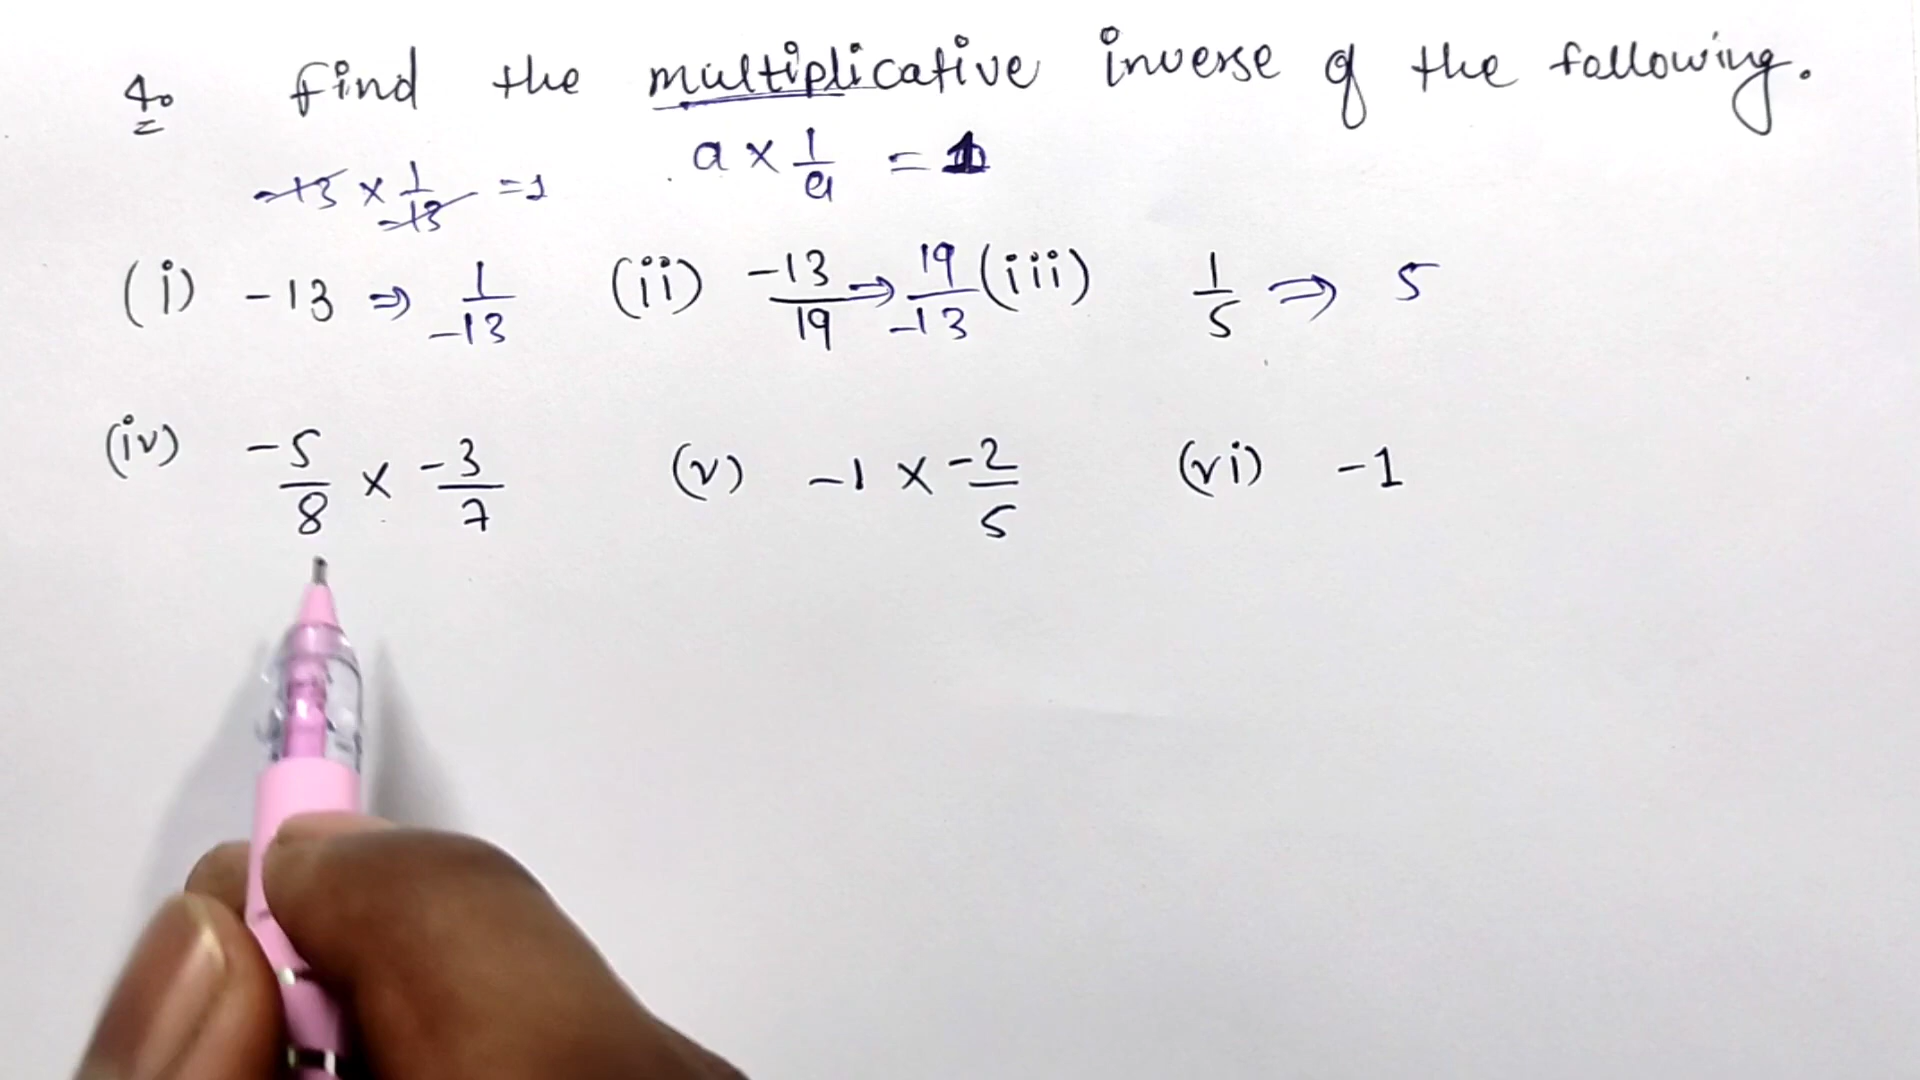 4. find the multiplicative inverse of the following.
a × 1/a = 1
-13 × 1/-13 = 1
(i) -13 ⇒ 1/-13 (ii) -13/19 ⇒ 19/-13 (iii) 1/5 ⇒ 5
(iv) -5/8 × -3/7 (v) -1 × -2/5 (vi) -1